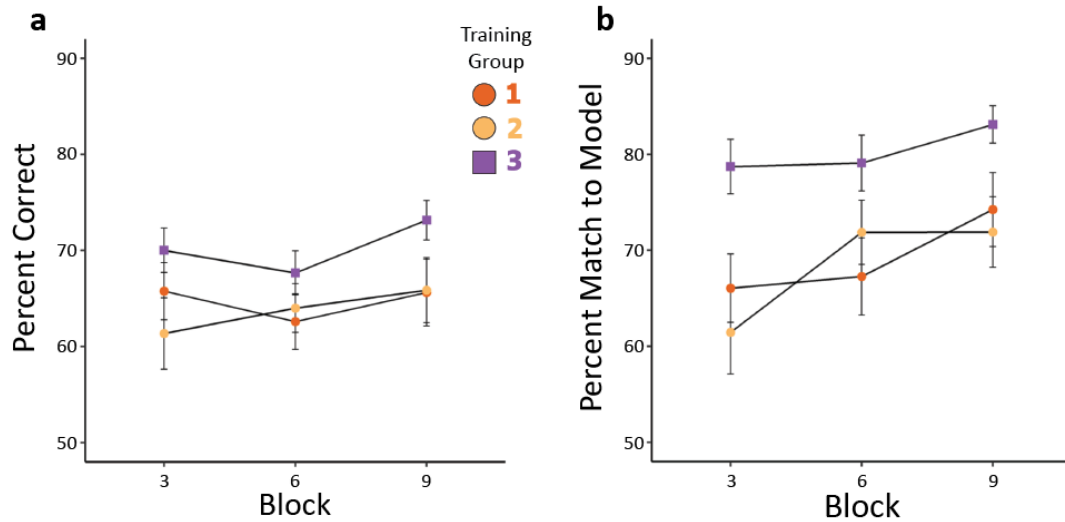 a
Percent Correct
90
80
70
60
50
3 6 9
Block
Training
Group
1
2
3
b
Percent Match to Model
90
80
70
60
50
3 6 9
Block